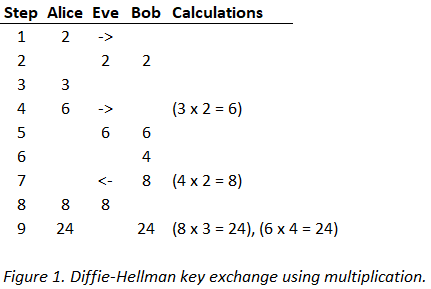 Step Alice Eve Bob Calculations
1 2 ->
2 2 2
3 3
4 6 -> (3 x 2 = 6)
5 6 6
6 4
7 <- 8 (4 x 2 = 8)
8 8 8
9 24 24 (8 x 3 = 24), (6 x 4 = 24)
Figure 1. Diffie-Hellman key exchange using multiplication.